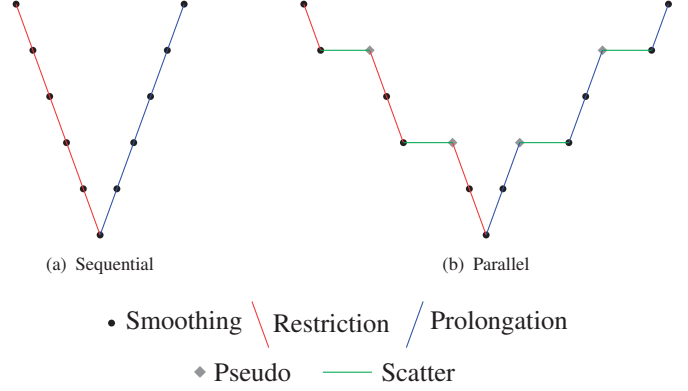 (a) Sequential
(b) Parallel
Smoothing Restriction Prolongation
Pseudo Scatter